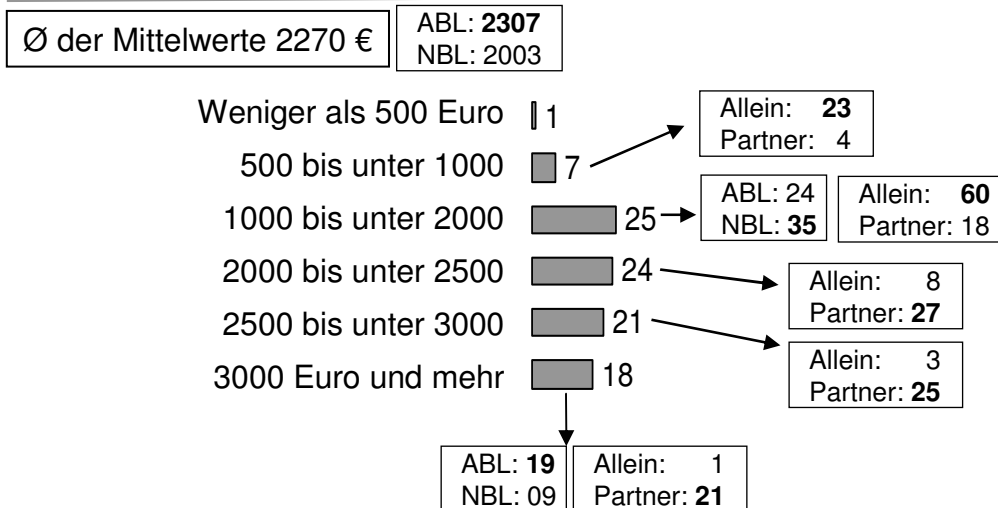 Ø der Mittelwerte 2270 €
ABL: 2307
NBL: 2003
Weniger als 500 Euro 1
500 bis unter 1000 7
Allein: 23
Partner: 4
1000 bis unter 2000 25
ABL: 24
NBL: 35
Allein: 60
Partner: 18
2000 bis unter 2500 24
Allein: 8
Partner: 27
2500 bis unter 3000 21
Allein: 3
Partner: 25
3000 Euro und mehr 18
ABL: 19
NBL: 09
Allein: 1
Partner: 21